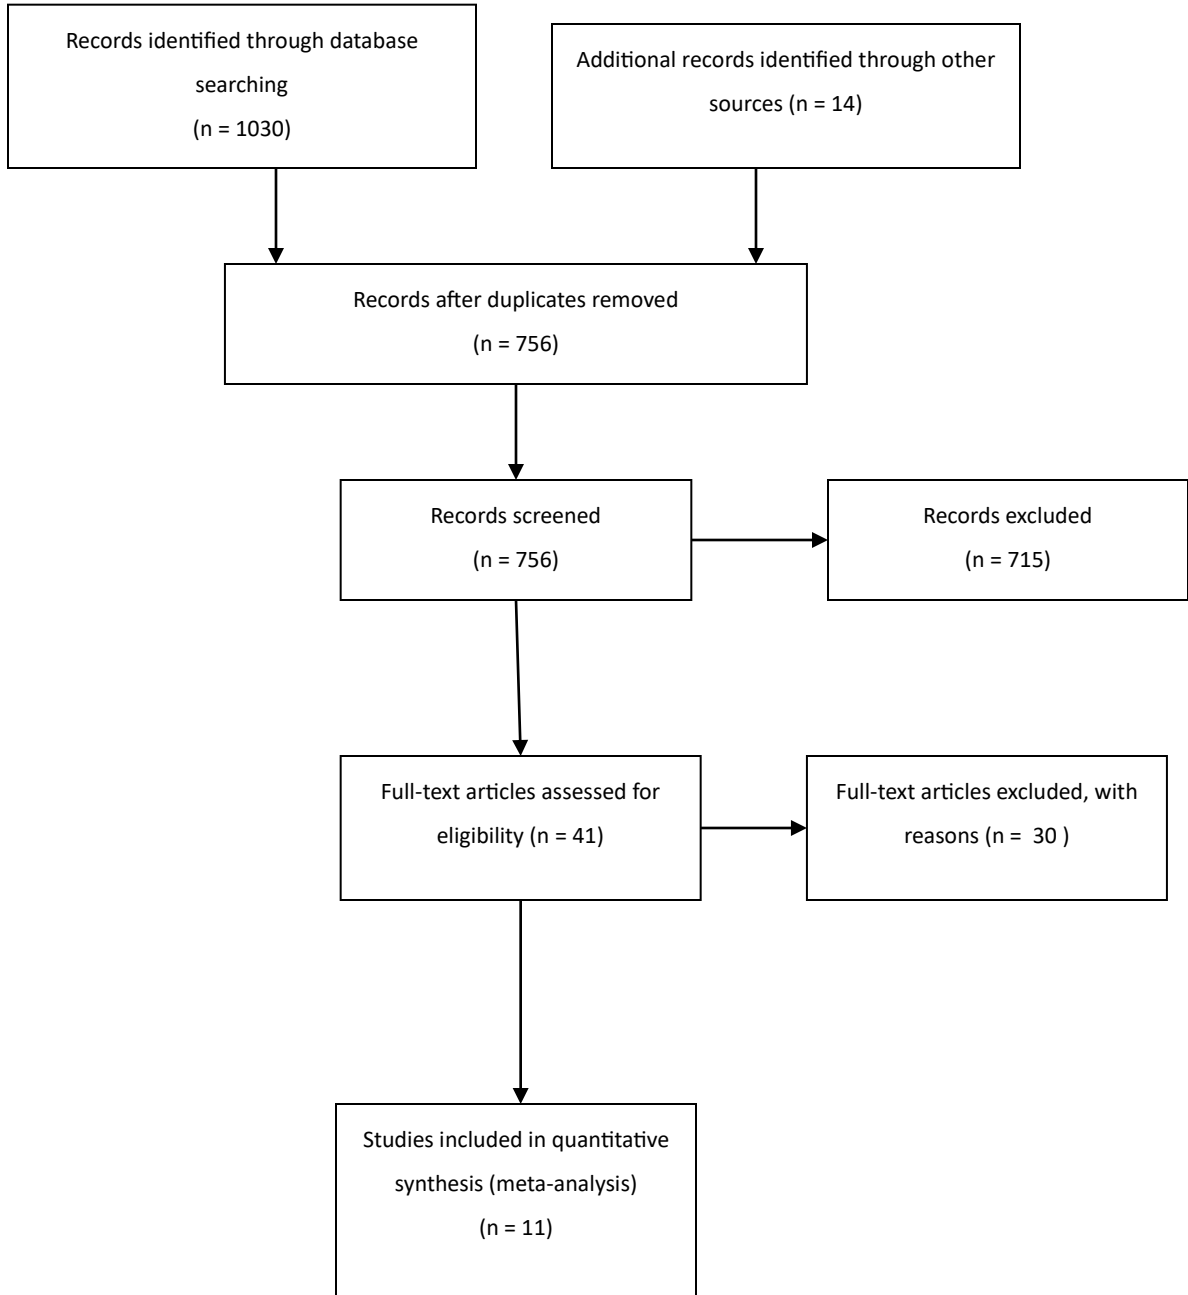 Records identified through database
searching
(n = 1030)
Additional records identified through other
sources (n = 14)
Records after duplicates removed
(n = 756)
Records screened
(n = 756)
Records excluded
(n = 715)
Full-text articles assessed for
eligibility (n = 41)
Full-text articles excluded, with
reasons (n =  30 )
Studies included in quantitative
synthesis (meta-analysis)
(n = 11)